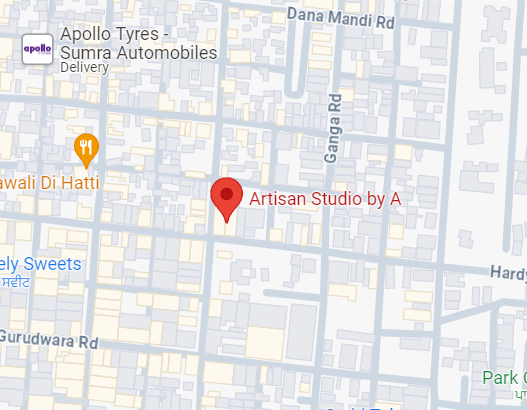 Dana Mandi Rd
apollo
Apollo Tyres -
Sumra Automobiles
Delivery
Ganga Rd
awali Di Hatti
Artisan Studio by A
ely Sweets
ਸਵੀਟ
Hardy
Gurudwara Rd
Park